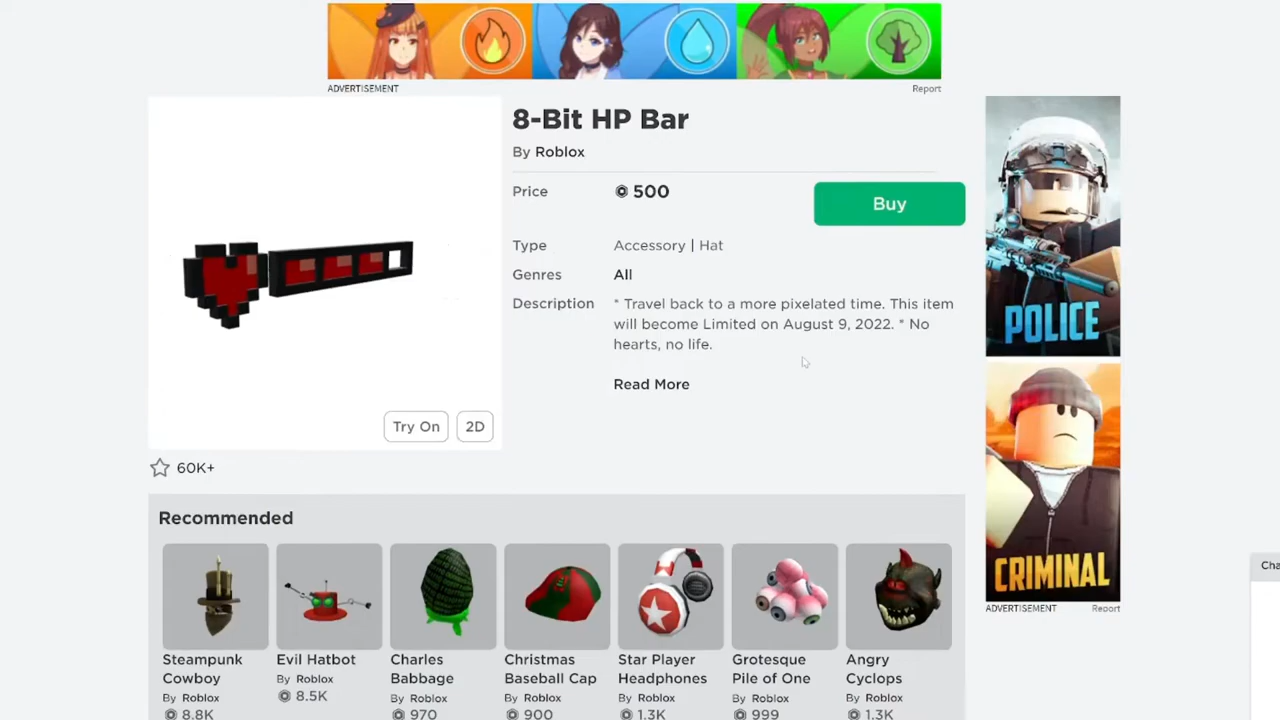 ADVERTISEMENT
Report
8-Bit HP Bar
By Roblox
Price
500
Buy
Type
Accessory | Hat
Genres
All
Description
* Travel back to a more pixelated time. This item
will become Limited on August 9, 2022. * No
hearts, no life.
Read More
Try On
2D
60K+
POLICE
CRIMINAL
ADVERTISEMENT
Report
Recommended
Steampunk
Cowboy
By Roblox
8.8K
Evil Hatbot
By Roblox
8.5K
Charles
Babbage
By Roblox
970
Christmas
Baseball Cap
By Roblox
900
Star Player
Headphones
By Roblox
1.3K
Grotesque
Pile of One
By Roblox
999
Angry
Cyclops
By Roblox
1.3K
Cha